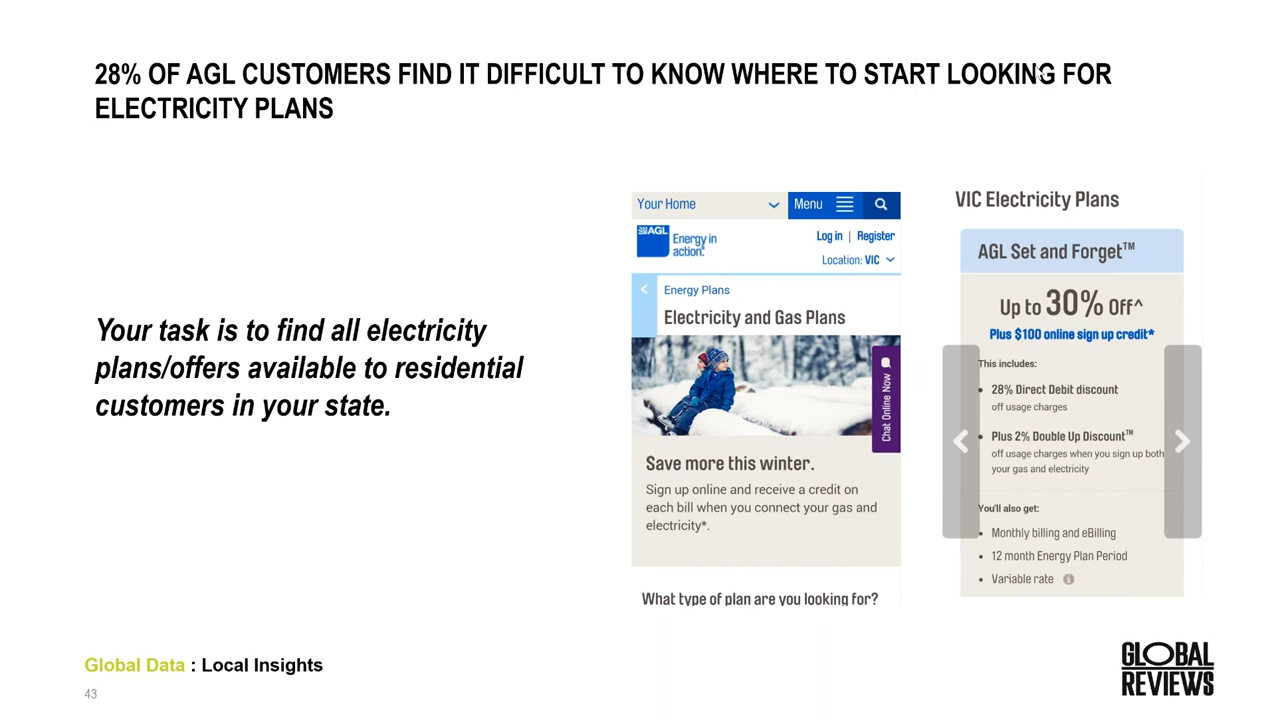 28% OF AGL CUSTOMERS FIND IT DIFFICULT TO KNOW WHERE TO START LOOKING FOR
ELECTRICITY PLANS
Your task is to find all electricity
plans/offers available to residential
customers in your state.
Your Home
Menu
AGL
Energy in
action.
Log in | Register
Location: VIC
Energy Plans
Electricity and Gas Plans
Chat Online Now
Save more this winter.
Sign up online and receive a credit on
each bill when you connect your gas and
electricity*.
What type of plan are you looking for?
VIC Electricity Plans
AGL Set and Forget™
Up to 30% Off^
Plus $100 online sign up credit*
This includes:
• 28% Direct Debit discount
off usage charges
• Plus 2% Double Up Discount™
off usage charges when you sign up both
your gas and electricity
You'll also get:
• Monthly billing and eBilling
• 12 month Energy Plan Period
• Variable rate
Global Data : Local Insights
43
GLOBAL
REVIEWS